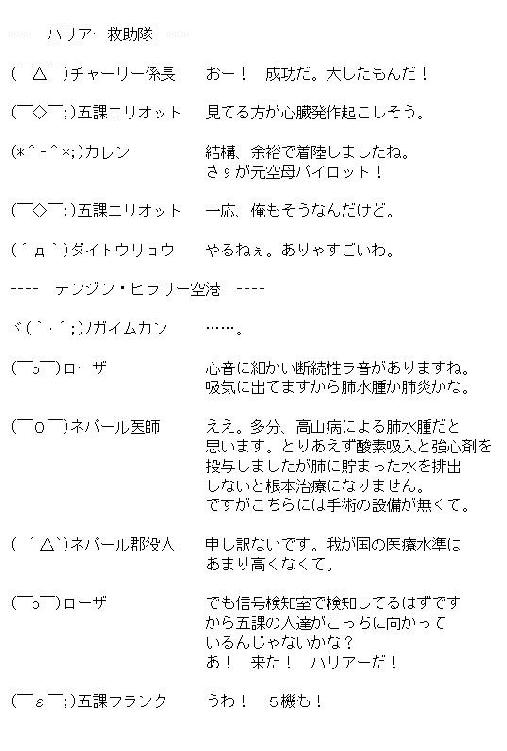 ---- ハリアー救助隊 ----
(　△　)チャーリー係長　おー！　成功だ。大したもんだ！
(￣◇￣;)五課エリオット　見てる方が心臓発作起こしそう。
(*＾-＾*;)カレン　結構、余裕で着陸しましたね。
さすが元空母パイロット！
(￣◇￣;)五課エリオット　一応、俺もそうなんだけど。
(´д｀)ダイトウリョウ　やるねぇ。ありゃすごいわ。
----　テンジン・ヒラリー空港　----
ヾ(´･｀;)ﾉガイムカン　……。
(￣ɔ￣)ローザ　心音に細かい断続性ラ音がありますね。
吸気に出てますから肺水腫か肺炎かな。
(￣Ｏ￣)ネパール医師　ええ。多分、高山病による肺水腫だと
思います。とりあえず酸素吸入と強心剤を
投与しましたが肺に貯まった水を排出
しないと根本治療になりません。
ですがこちらには手術の設備が無くて。
(　´△`)ネパール郡役人　申し訳ないです。我が国の医療水準は
あまり高くなくて。
(￣ɔ￣)ローザ　でも信号検知室で検知してるはずです
から五課の人達がこっちに向かって
いるんじゃないかな？
あ！　来た！　ハリアーだ！
(￣ε￣;)五課フランク　うわ！　５機も！